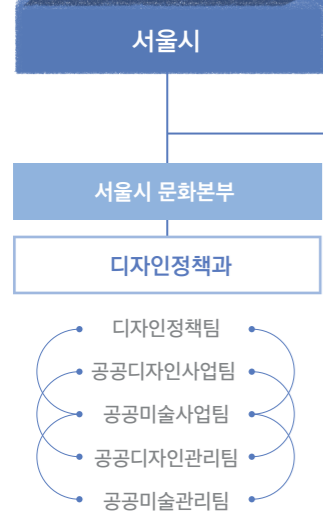 서울시
서울시 문화본부
디자인정책과
디자인정책팀
공공디자인사업팀
공공미술사업팀
공공디자인관리팀
공공미술관리팀